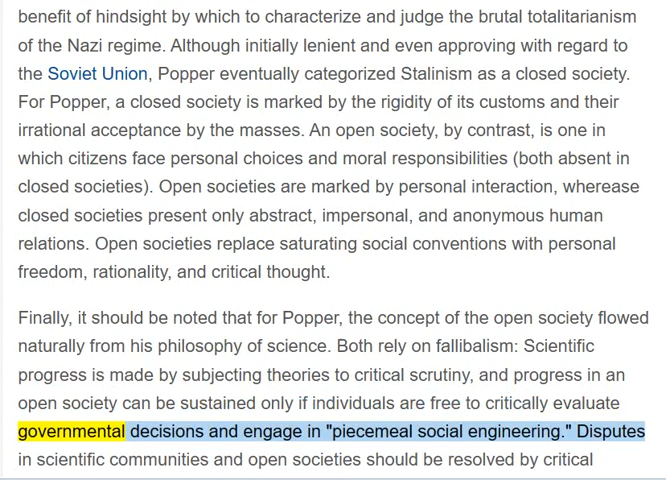 benefit of hindsight by which to characterize and judge the brutal totalitarianism
of the Nazi regime. Although initially lenient and even approving with regard to
the Soviet Union, Popper eventually categorized Stalinism as a closed society.
For Popper, a closed society is marked by the rigidity of its customs and their
irrational acceptance by the masses. An open society, by contrast, is one in
which citizens face personal choices and moral responsibilities (both absent in
closed societies). Open societies are marked by personal interaction, wherease
closed societies present only abstract, impersonal, and anonymous human
relations. Open societies replace saturating social conventions with personal
freedom, rationality, and critical thought.
Finally, it should be noted that for Popper, the concept of the open society flowed
naturally from his philosophy of science. Both rely on fallibalism: Scientific
progress is made by subjecting theories to critical scrutiny, and progress in an
open society can be sustained only if individuals are free to critically evaluate
governmental decisions and engage in "piecemeal social engineering." Disputes
in scientific communities and open societies should be resolved by critical